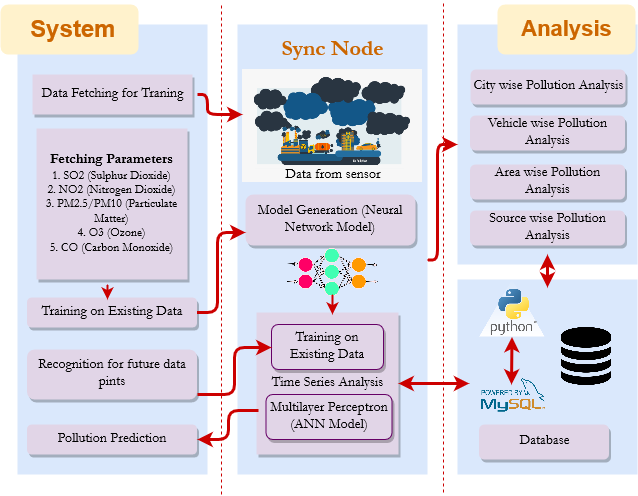 System
Data Fetching for Traning
Fetching Parameters
1. SO2 (Sulphur Dioxide)
2. NO2 (Nitrogen Dioxide)
3. PM2.5/PM10 (Particulate
Matter)
4. O3 (Ozone)
5. CO (Carbon Monoxide)
Training on Existing Data
Recognition for future data
pints
Pollution Prediction
Sync Node
Data from sensor
Model Generation (Neural
Network Model)
Training on
Existing Data
Time Series Analysis
Multilayer Perceptron
(ANN Model)
Analysis
City wise Pollution Analysis
Vehicle wise Pollution
Analysis
Area wise Pollution
Analysis
Source wise Pollution
Analysis
python
POWERED BY
MySQL
Database